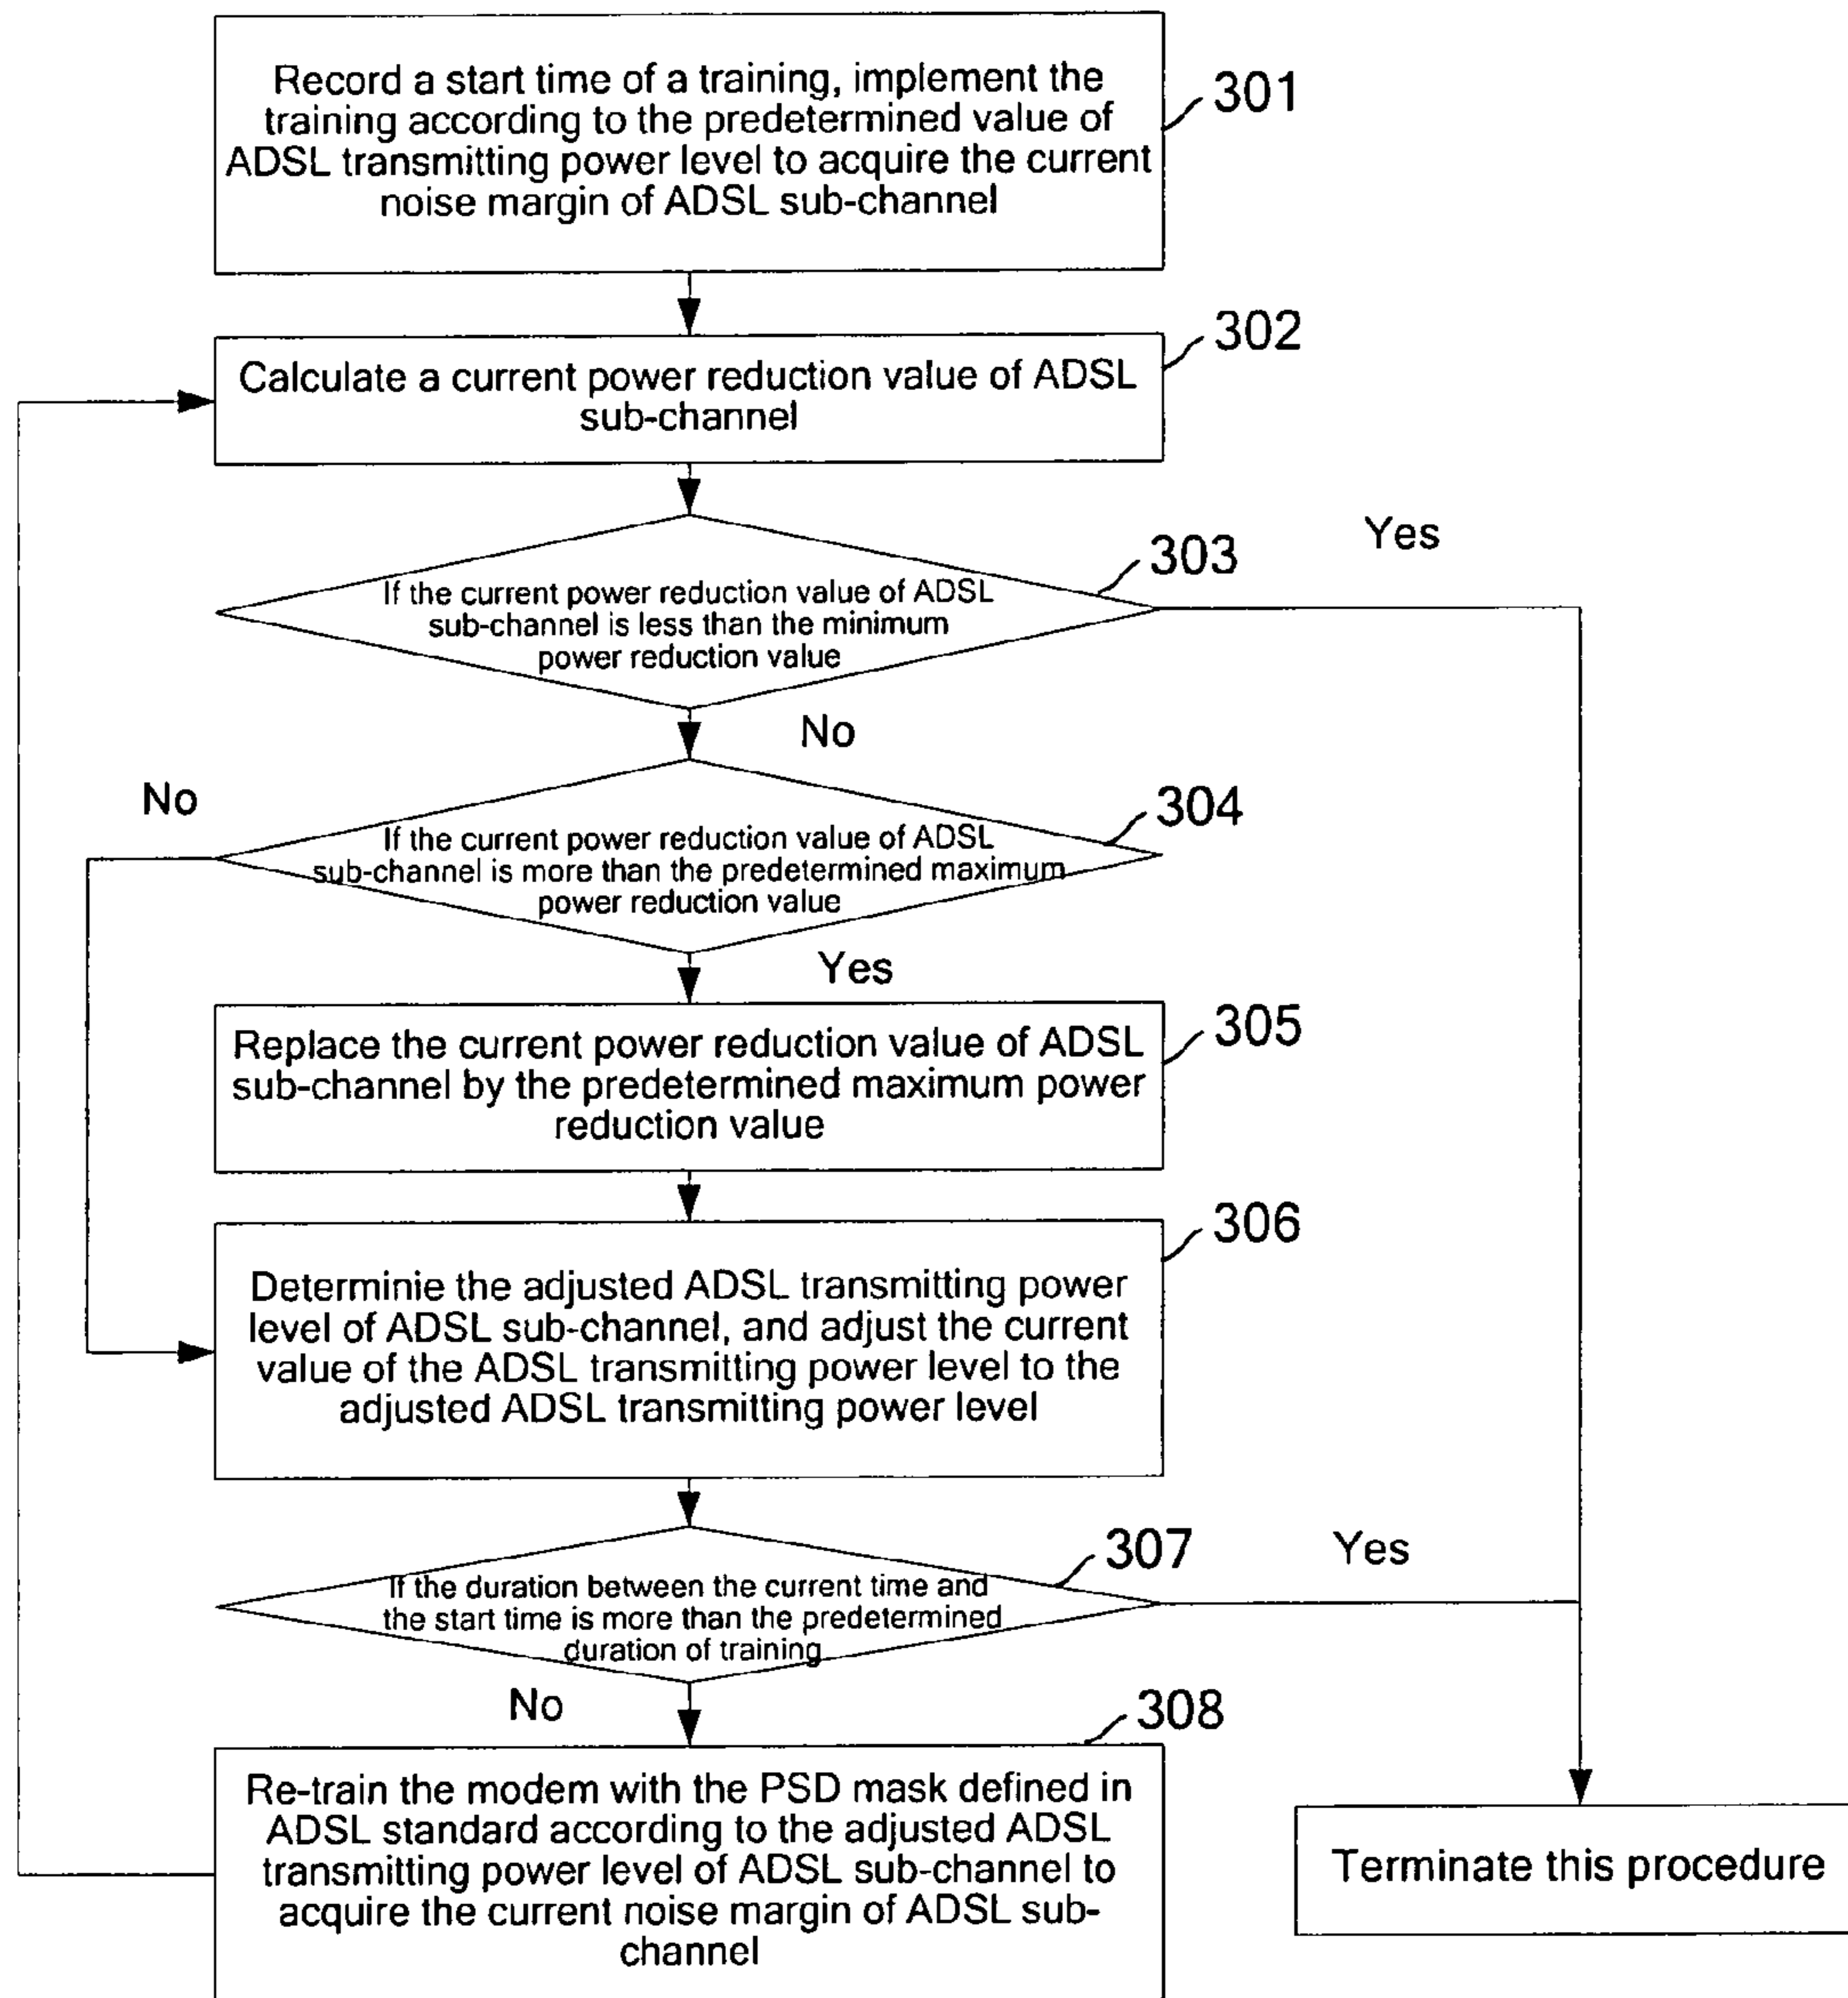 Record a start time of a training, implement the
training according to the predetermined value of
ADSL transmitting power level to acquire the current
noise margin of ADSL sub-channel
301
302
Calculate a current power reduction value of ADSL
sub-channel
Yes
303
If the current power reduction value of ADSL
sub-channel is less than the minimum
power reduction value
No
No
304
If the current power reduction value of ADSL
sub-channel is more than the predetermined maximum
power reduction value
Yes
305
Replace the current power reduction value of ADSL
sub-channel by the predetermined maximum power
reduction value
306
Determinie the adjusted ADSL transmitting power
level of ADSL sub-channel, and adjust the current
value of the ADSL transmitting power level to the
adjusted ADSL transmitting power level
307
Yes
If the duration between the current time and
the start time is more than the predetermined
duration of training
No
308
Re-train the modem with the PSD mask defined in
ADSL standard according to the adjusted ADSL
transmitting power level of ADSL sub-channel to
acquire the current noise margin of ADSL sub-
channel
Terminate this procedure